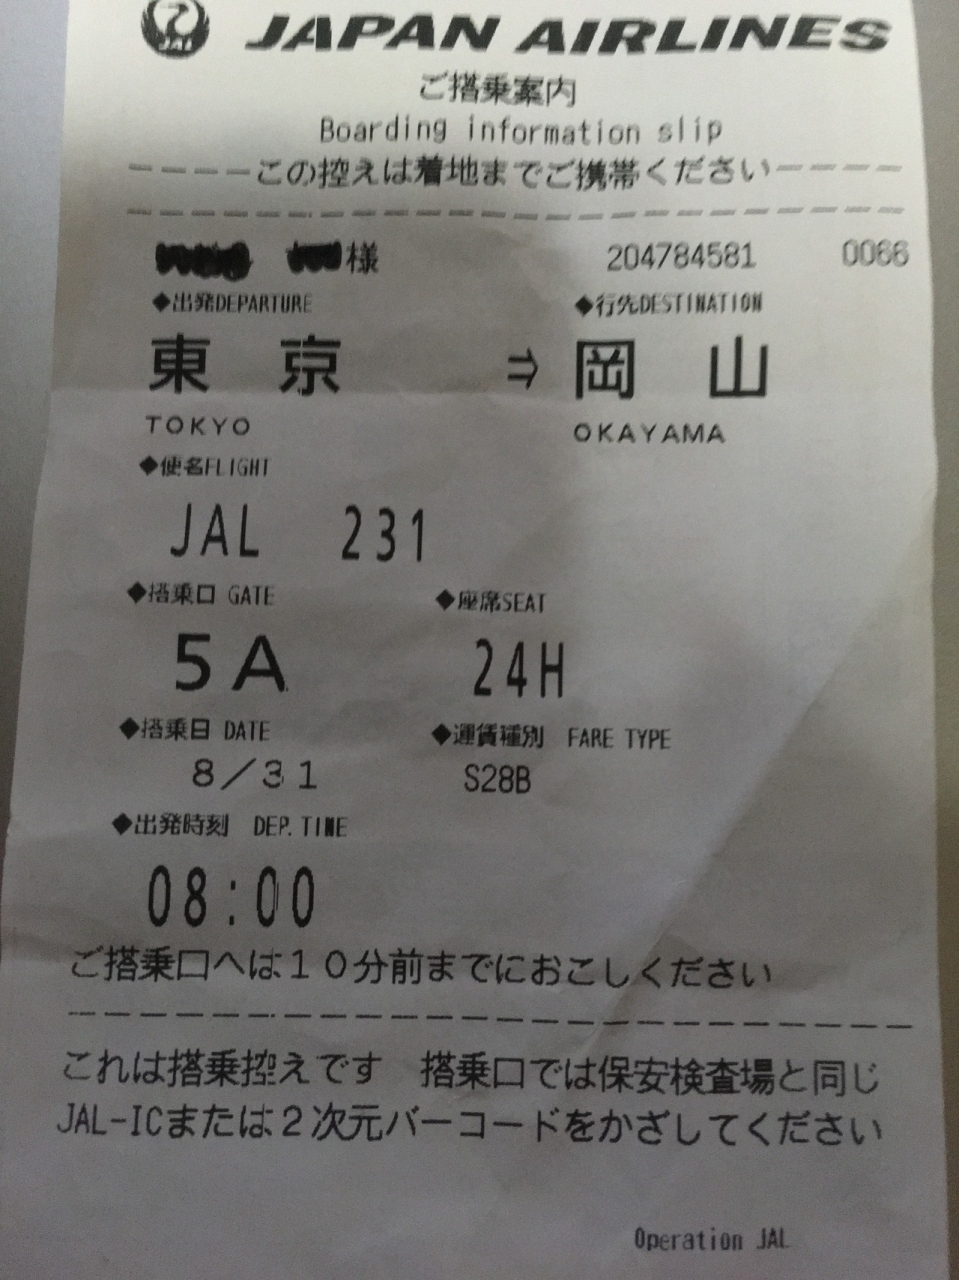 JAL JAPAN AIRLINES
ご搭乗案内
Boarding information slip
この控えは着地までご携帯ください
様 204784581 0066
◆出発DEPARTURE ◆行先DESTINATION
東京 ⇒ 岡山
TOKYO OKAYAMA
◆便名FLIGHT
JAL 231
◆搭乗口 GATE ◆座席SEAT
5A 24H
◆搭乗日 DATE ◆運賃種別 FARE TYPE
8/31 S28B
◆出発時刻 DEP.TIME
08:00
ご搭乗口へは10分前までにおこしください
これは搭乗控えです 搭乗口では保安検査場と同じ
JAL-ICまたは2次元バーコードをかざしてください
Operation JAL